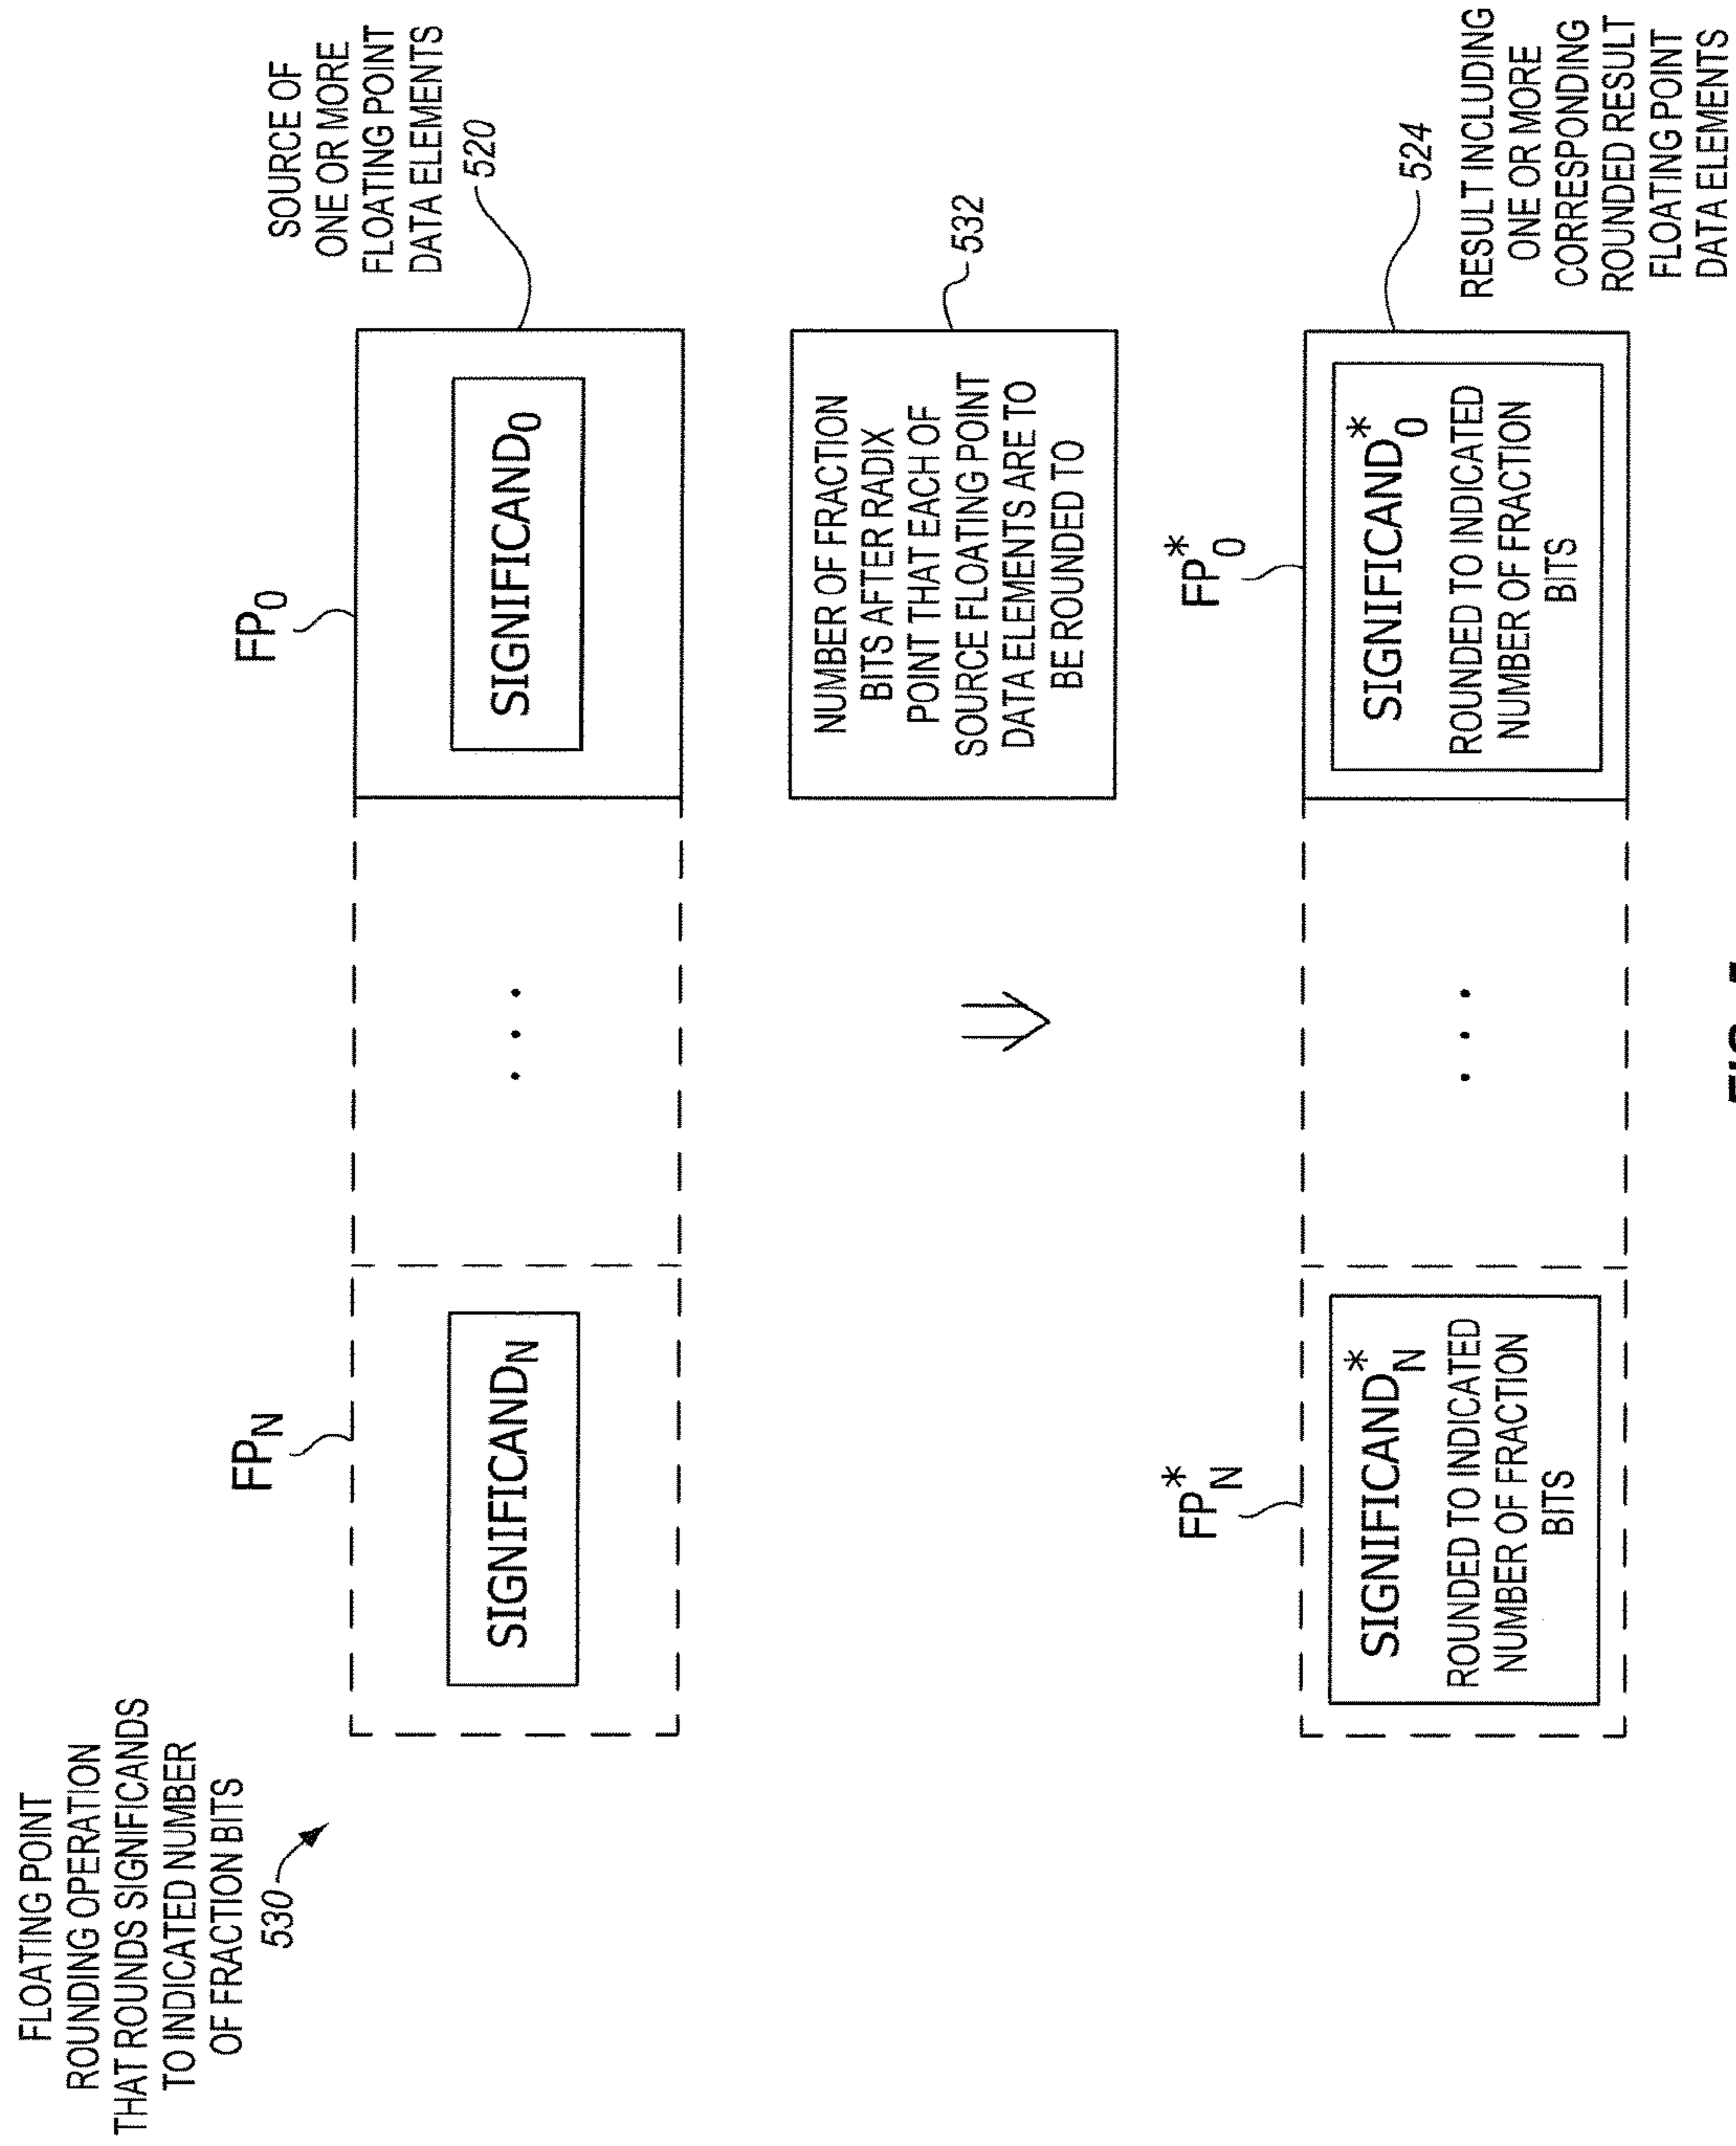 FLOATING POINT
ROUNDING OPERATION
THAT ROUNDS SIGNIFICANDS
TO INDICATED NUMBER
OF FRACTION BITS
530
SOURCE OF
ONE OR MORE
FLOATING POINT
DATA ELEMENTS
520
FPN
FP0
SIGNIFICANDN
. . .
SIGNIFICAND0
532
NUMBER OF FRACTION
BITS AFTER RADIX
POINT THAT EACH OF
SOURCE FLOATING POINT
DATA ELEMENTS ARE TO
BE ROUNDED TO
FP*N
FP*0
524
SIGNIFICAND*N
ROUNDED TO INDICATED
NUMBER OF FRACTION
BITS
. . .
SIGNIFICAND*0
ROUNDED TO INDICATED
NUMBER OF FRACTION
BITS
RESULT INCLUDING
ONE OR MORE
CORRESPONDING
ROUNDED RESULT
FLOATING POINT
DATA ELEMENTS